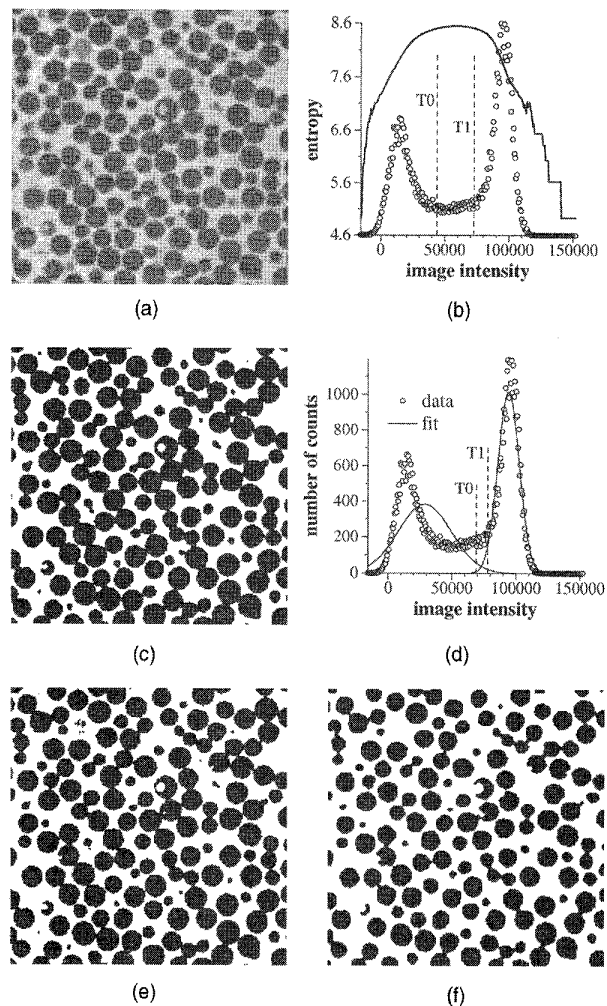 8.6
7.6
6.6
5.6
4.6
entropy
T0
T1
0 50000 100000 150000
image intensity
(a)
(b)
1000
800
600
400
200
0
number of counts
data
fit
T1
T0
0 50000 100000 150000
image intensity
(c)
(d)
(e)
(f)